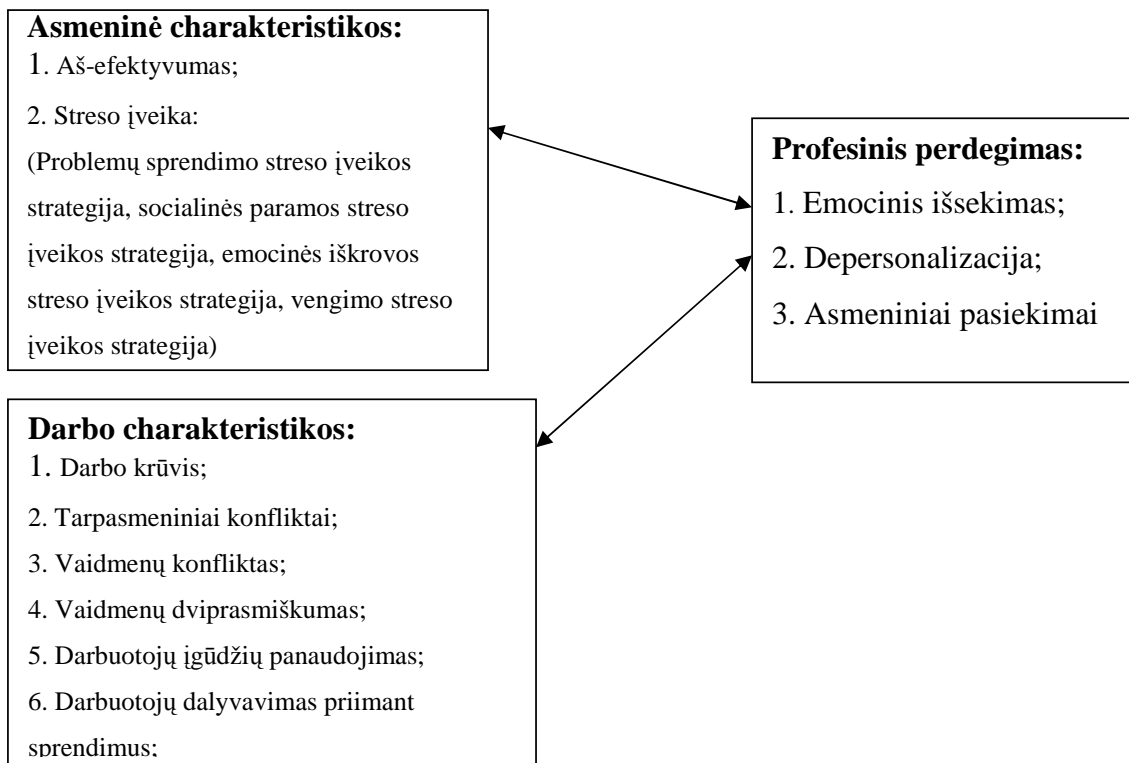 Asmeninė charakteristikos:
1. Aš-efektyvumas;
2. Streso įveika:
(Problemų sprendimo streso įveikos
strategija, socialinės paramos streso
įveikos strategija, emocinės iškrovos
streso įveikos strategija, vengimo streso
įveikos strategija)
Profesinis perdegimas:
1. Emocinis išsekimas;
2. Depersonalizacija;
3. Asmeniniai pasiekimai
Darbo charakteristikos:
1. Darbo krūvis;
2. Tarpasmeniniai konfliktai;
3. Vaidmenų konfliktas;
4. Vaidmenų dviprasmiškumas;
5. Darbuotojų įgūdžių panaudojimas;
6. Darbuotojų dalyvavimas priimant
sprendimus;